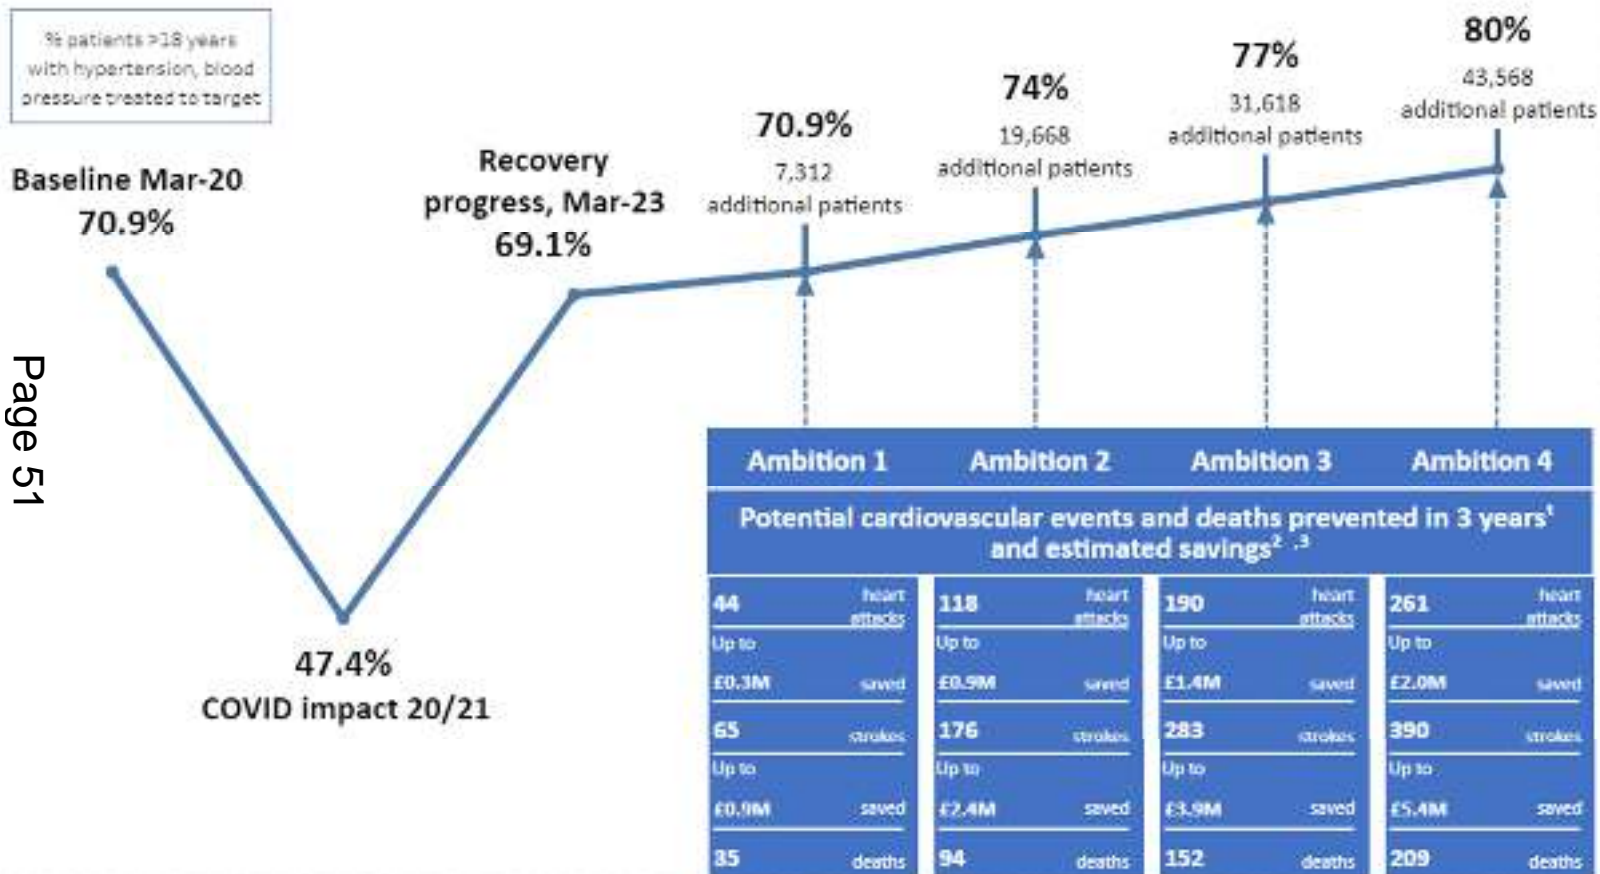 % patients >18 years
with hypertension, blood
pressure treated to target
Baseline Mar-20
70.9%
47.4%
COVID impact 20/21
Recovery
progress, Mar-23
69.1%
70.9%
7,312
additional patients
74%
19,668
additional patients
77%
31,618
additional patients
80%
43,568
additional patients
Page 51
Ambition 1 Ambition 2 Ambition 3 Ambition 4
Potential cardiovascular events and deaths prevented in 3 years¹
and estimated savings² ,³
44 heart attacks 118 heart attacks 190 heart attacks 261 heart attacks
Up to Up to Up to Up to
£0.3M saved £0.9M saved £1.4M saved £2.0M saved
65 strokes 176 strokes 283 strokes 390 strokes
Up to Up to Up to Up to
£0.9M saved £2.4M saved £3.9M saved £5.4M saved
35 deaths 94 deaths 152 deaths 209 deaths